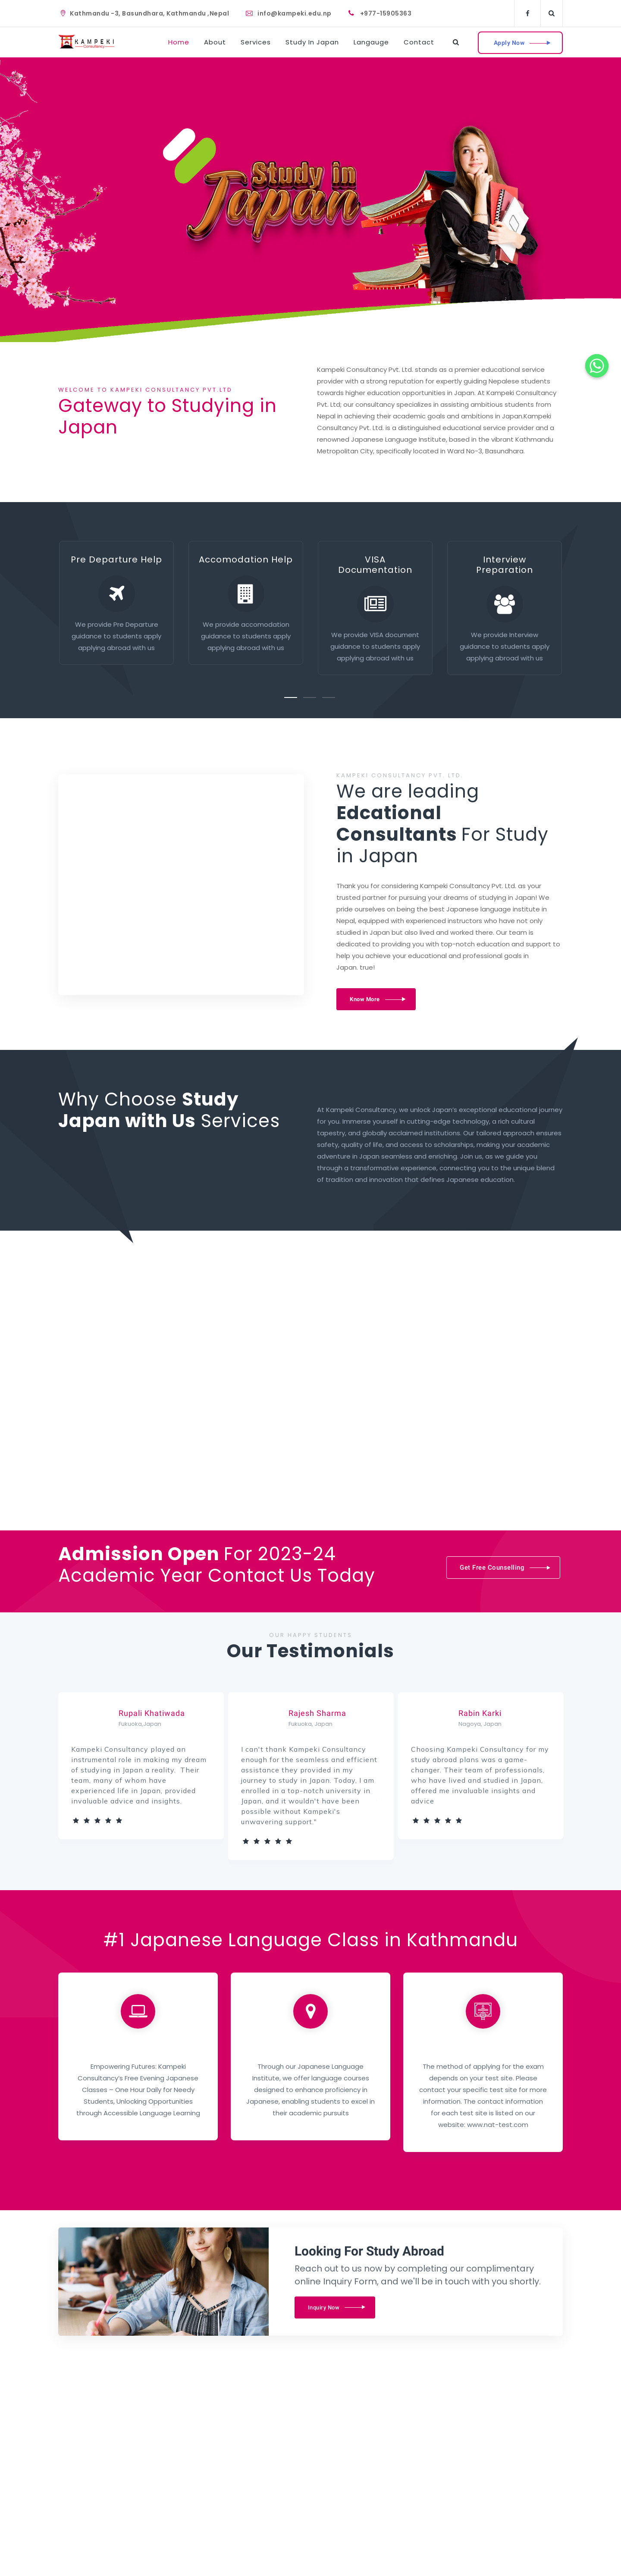 Kathmandu -3, Basundhara, Kathmandu ,Nepal
info@kampeki.edu.np
+977-15905363
KAMPEKI
Consultancy
Home
About
Services
Study In Japan
Langauge
Contact
Apply Now
Study in
Japan
WELCOME TO KAMPEKI CONSULTANCY PVT.LTD
Gateway to Studying in
Japan
Kampeki Consultancy Pvt. Ltd. stands as a premier educational service
provider with a strong reputation for expertly guiding Nepalese students
towards higher education opportunities in Japan. At Kampeki Consultancy
Pvt. Ltd, our consultancy specializes in assisting ambitious students from
Nepal in achieving their academic goals and ambitions in Japan.Kampeki
Consultancy Pvt. Ltd. is a distinguished educational service provider and a
renowned Japanese Language Institute, based in the vibrant Kathmandu
Metropolitan City, specifically located in Ward No-3, Basundhara.
Pre Departure Help
We provide Pre Departure
guidance to students apply
applying abroad with us
Accomodation Help
We provide accomodation
guidance to students apply
applying abroad with us
VISA
Documentation
We provide VISA document
guidance to students apply
applying abroad with us
Interview
Preparation
We provide Interview
guidance to students apply
applying abroad with us
KAMPEKI CONSULTANCY PVT. LTD
We are leading
Edcational
Consultants For Study
in Japan
Thank you for considering Kampeki Consultancy Pvt. Ltd. as your
trusted partner for pursuing your dreams of studying in Japan! We
pride ourselves on being the best Japanese language institute in
Nepal, equipped with experienced instructors who have not only
studied in Japan but also lived and worked there. Our team is
dedicated to providing you with top-notch education and support to
help you achieve your educational and professional goals in
Japan. true!
Know More
Why Choose Study
Japan with Us Services
At Kampeki Consultancy, we unlock Japan's exceptional educational journey
for you. Immerse yourself in cutting-edge technology, a rich cultural
tapestry, and globally acclaimed institutions. Our tailored approach ensures
safety, quality of life, and access to scholarships, making your academic
adventure in Japan seamless and enriching. Join us, as we guide you
through a transformative experience, connecting you to the unique blend
of tradition and innovation that defines Japanese education.
Admission Open For 2023-24
Academic Year Contact Us Today
Get Free Counselling
OUR HAPPY STUDENTS
Our Testimonials
Rupali Khatiwada
Fukuoka,Japan
Kampeki Consultancy played an
instrumental role in making my dream
of studying in Japan a reality. Their
team, many of whom have
experienced life in Japan, provided
invaluable advice and insights.
Rajesh Sharma
Fukuoka, Japan
I can't thank Kampeki Consultancy
enough for the seamless and efficient
assistance they provided in my
journey to study in Japan. Today, I am
enrolled in a top-notch university in
Japan, and it wouldn't have been
possible without Kampeki's
unwavering support."
Rabin Karki
Nagoya, Japan
Choosing Kampeki Consultancy for my
study abroad plans was a game-
changer. Their team of professionals,
who have lived and studied in Japan,
offered me invaluable insights and
advice
#1 Japanese Language Class in Kathmandu
Empowering Futures: Kampeki
Consultancy's Free Evening Japanese
Classes – One Hour Daily for Needy
Students, Unlocking Opportunities
through Accessible Language Learning
Through our Japanese Language
Institute, we offer language courses
designed to enhance proficiency in
Japanese, enabling students to excel in
their academic pursuits
The method of applying for the exam
depends on your test site. Please
contact your specific test site for more
information. The contact information
for each test site is listed on our
website: www.nat-test.com
Looking For Study Abroad
Reach out to us now by completing our complimentary
online Inquiry Form, and we'll be in touch with you shortly.
Inquiry Now